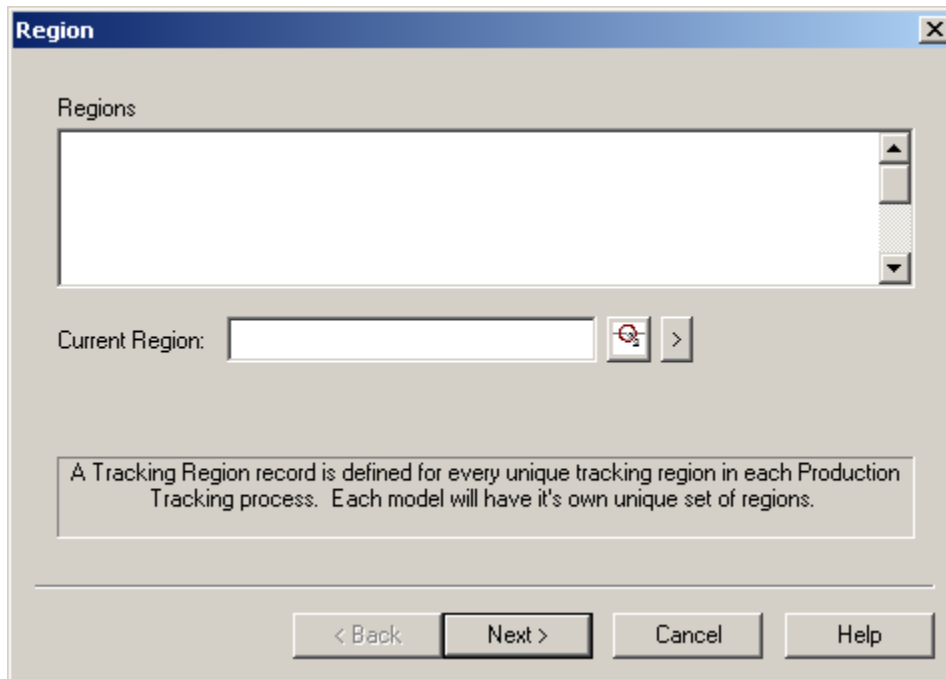 Region
Regions
Current Region:
>
A Tracking Region record is defined for every unique tracking region in each Production
Tracking process.  Each model will have it's own unique set of regions.
< Back
Next >
Cancel
Help